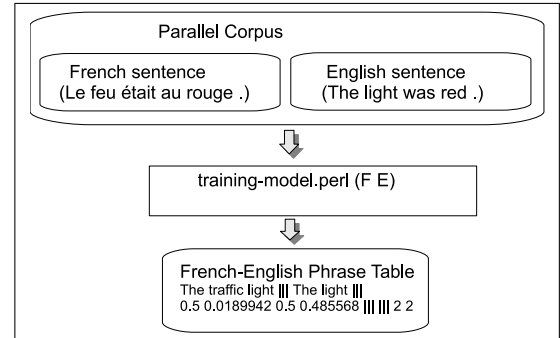 Parallel Corpus
French sentence
(Le feu était au rouge .)
English sentence
(The light was red .)
training-model.perl (F E)
French-English Phrase Table
The traffic light ||| The light |||
0.5 0.0189942 0.5 0.485568 ||| ||| 2 2